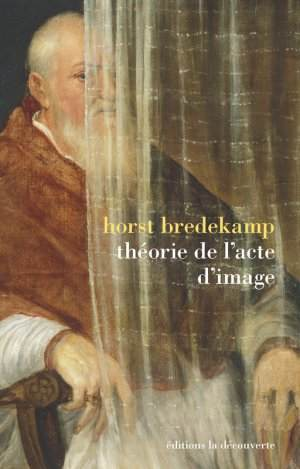 horst bredekamp
théorie de l'acte
d'image
éditions la découverte